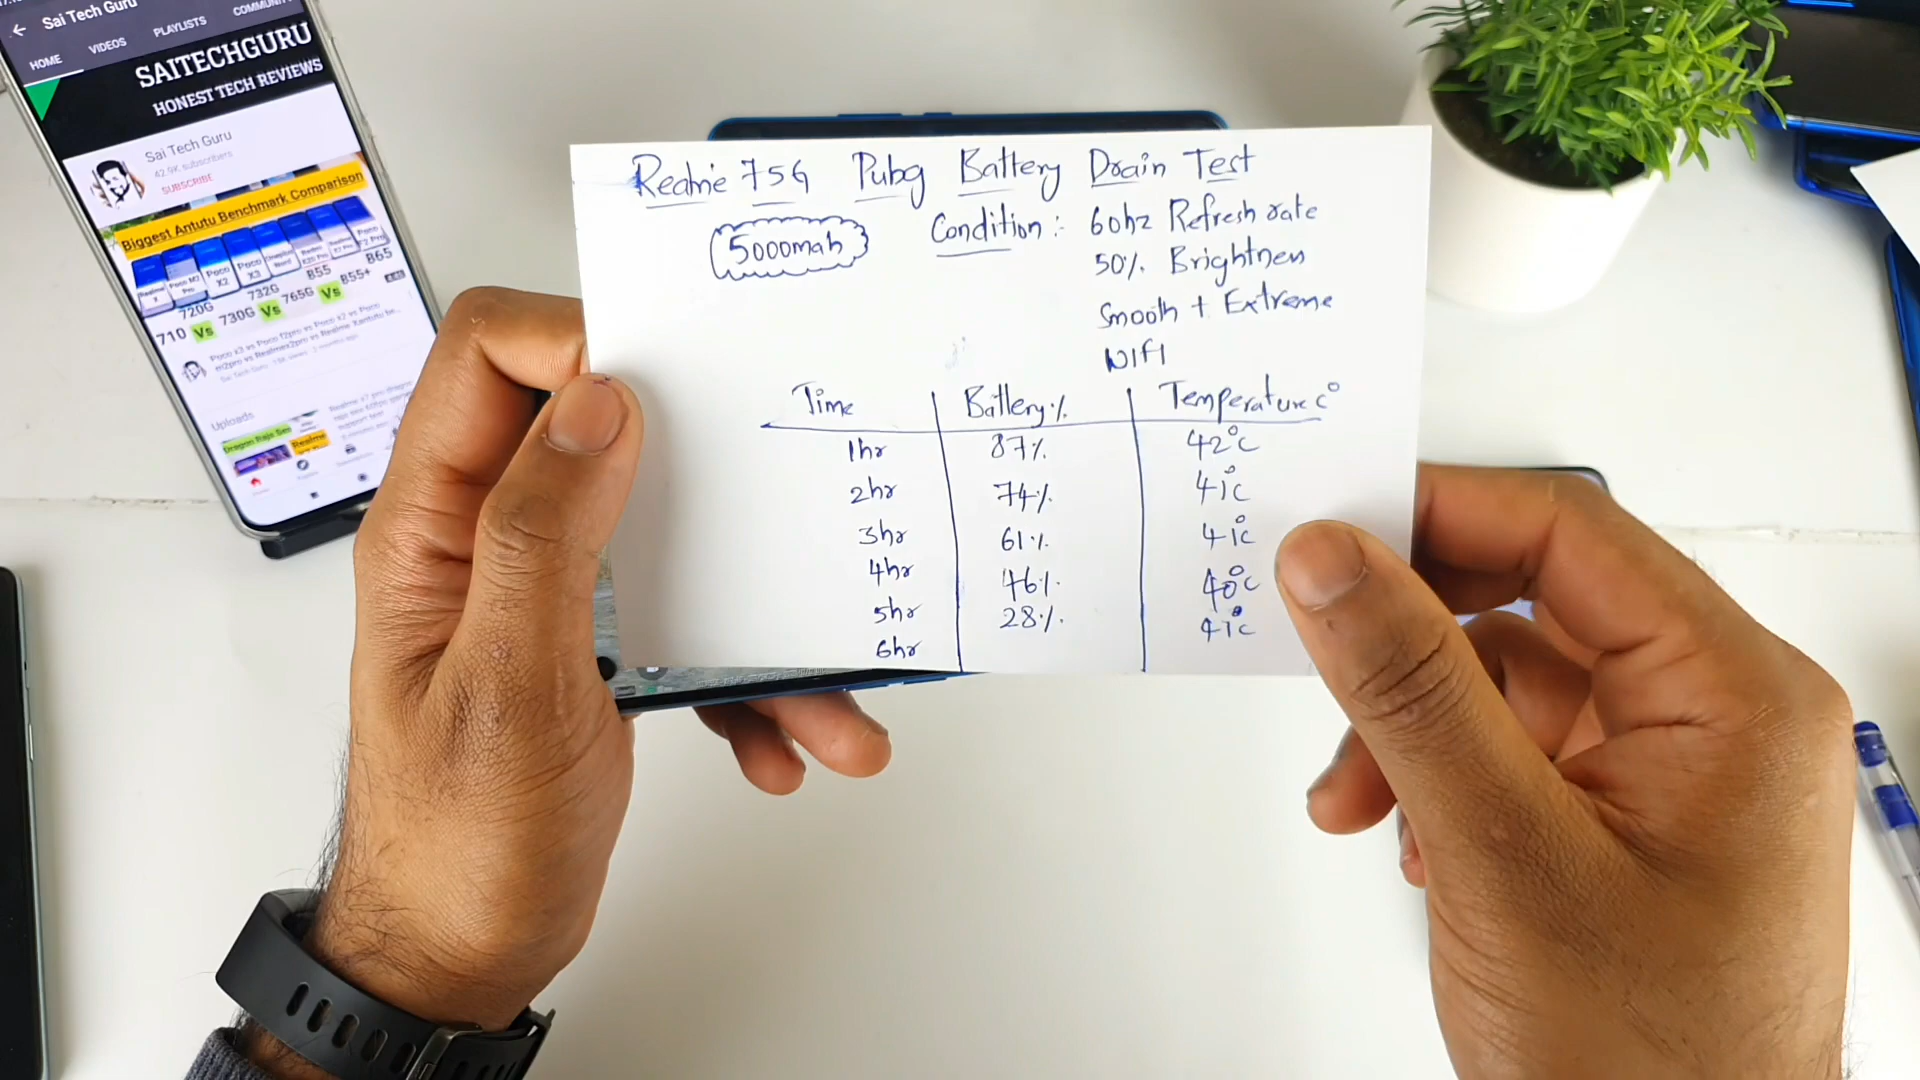 Sai Tech Guru
HOME VIDEOS PLAYLISTS
SAITECHGURU
HONEST TECH REVIEWS
Sai Tech Guru
42.9K subscribers
SUBSCRIBE
Biggest Antutu Benchmark Comparison
710 Vs 720G 730G Vs 732G 765G Vs 855 855+ 865
Uploads
Realme 7 5G Pubg Battery Drain Test
5000mah
Condition :- 60hz Refresh rate
50% Brightness
Smooth + Extreme
WIFI
Time Battery% Temperature c°
1hr 87% 42°c
2hr 74% 41°c
3hr 61% 41°c
4hr 46% 40°c
5hr 28% 41°c
6hr